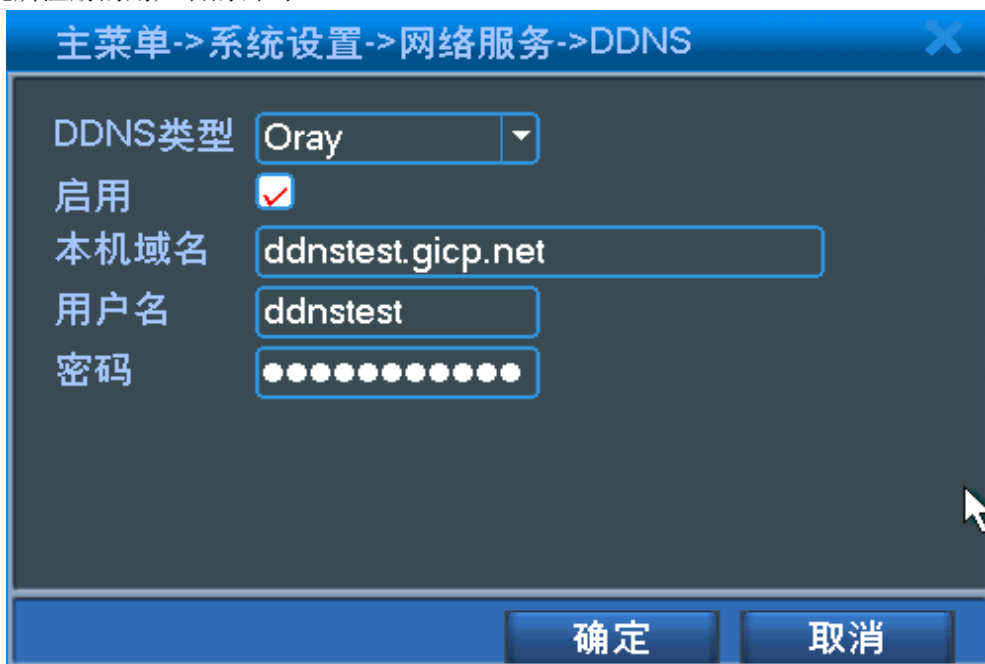 主菜单->系统设置->网络服务->DDNS
DDNS类型 Oray
启用
本机域名 ddnstest.gicp.net
用户名 ddnstest
密码 ●●●●●●●●●●●
确定 取消